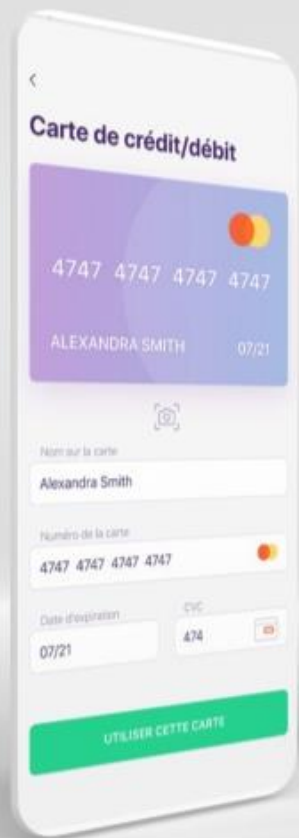 Carte de crédit/débit
4747 4747 4747 4747
ALEXANDRA SMITH 07/21
Nom sur la carte
Alexandra Smith
Numéro de la carte
4747 4747 4747 4747
Date d'expiration CVC
07/21 474
UTILISER CETTE CARTE